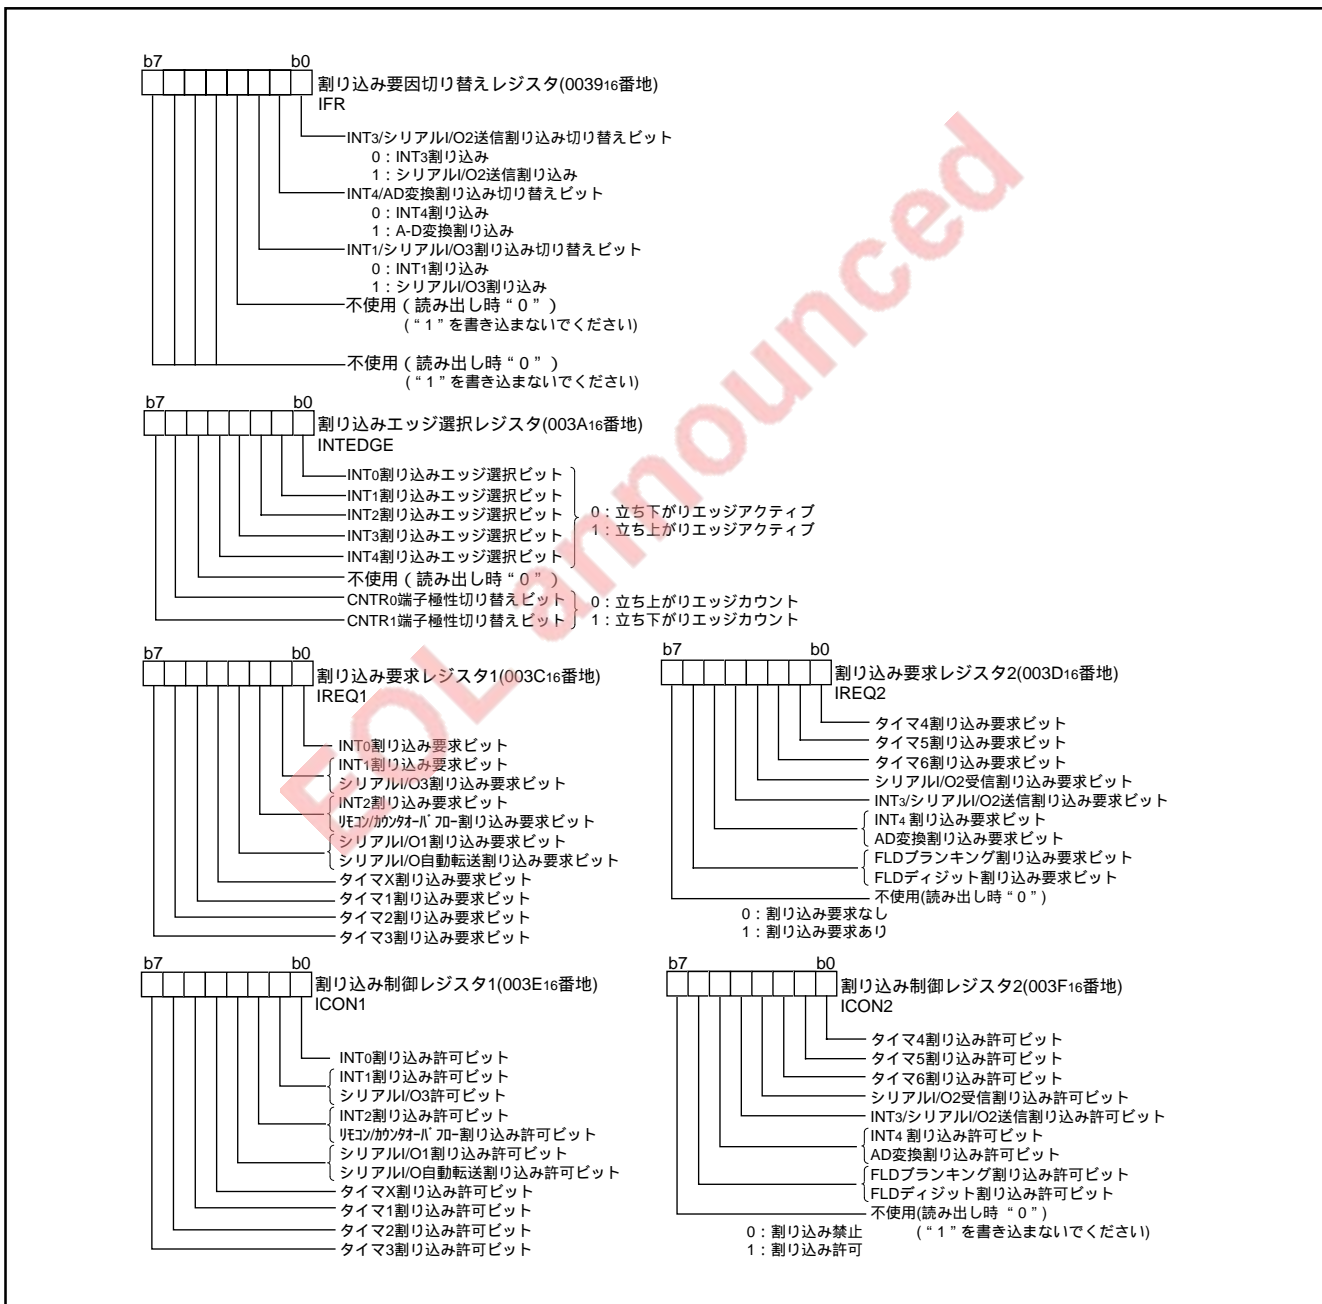 b7 b0
割り込み要因切り替えレジスタ(003916番地)
IFR
INT3/シリアルI/O2送信割り込み切り替えビット
0：INT3割り込み
1：シリアルI/O2送信割り込み
INT4/AD変換割り込み切り替えビット
0：INT4割り込み
1：A-D変換割り込み
INT1/シリアルI/O3割り込み切り替えビット
0：INT1割り込み
1：シリアルI/O3割り込み
不使用（読み出し時“0”）
(“1”を書き込まないでください)
不使用（読み出し時“0”）
(“1”を書き込まないでください)
b7 b0
割り込みエッジ選択レジスタ(003A16番地)
INTEDGE
INT0割り込みエッジ選択ビット
INT1割り込みエッジ選択ビット
INT2割り込みエッジ選択ビット
INT3割り込みエッジ選択ビット
INT4割り込みエッジ選択ビット
0：立ち下がりエッジアクティブ
1：立ち上がりエッジアクティブ
不使用（読み出し時“0”）
CNTR0端子極性切り替えビット
CNTR1端子極性切り替えビット
0：立ち上がりエッジカウント
1：立ち下がりエッジカウント
b7 b0
割り込み要求レジスタ1(003C16番地)
IREQ1
INT0割り込み要求ビット
INT1割り込み要求ビット
シリアルI/O3割り込み要求ビット
INT2割り込み要求ビット
ﾘﾓｺﾝ/ｶｳﾝﾀｵｰﾊﾞﾌﾛｰ割り込み要求ビット
シリアルI/O1割り込み要求ビット
シリアルI/O自動転送割り込み要求ビット
タイマX割り込み要求ビット
タイマ1割り込み要求ビット
タイマ2割り込み要求ビット
タイマ3割り込み要求ビット
b7 b0
割り込み要求レジスタ2(003D16番地)
IREQ2
タイマ4割り込み要求ビット
タイマ5割り込み要求ビット
タイマ6割り込み要求ビット
シリアルI/O2受信割り込み要求ビット
INT3/シリアルI/O2送信割り込み要求ビット
INT4 割り込み要求ビット
AD変換割り込み要求ビット
FLDブランキング割り込み要求ビット
FLDディジット割り込み要求ビット
不使用(読み出し時“0”)
0：割り込み要求なし
1：割り込み要求あり
b7 b0
割り込み制御レジスタ1(003E16番地)
ICON1
INT0割り込み許可ビット
INT1割り込み許可ビット
シリアルI/O3許可ビット
INT2割り込み許可ビット
ﾘﾓｺﾝ/ｶｳﾝﾀｵｰﾊﾞﾌﾛｰ割り込み許可ビット
シリアルI/O1割り込み許可ビット
シリアルI/O自動転送割り込み許可ビット
タイマX割り込み許可ビット
タイマ1割り込み許可ビット
タイマ2割り込み許可ビット
タイマ3割り込み許可ビット
b7 b0
割り込み制御レジスタ2(003F16番地)
ICON2
タイマ4割り込み許可ビット
タイマ5割り込み許可ビット
タイマ6割り込み許可ビット
シリアルI/O2受信割り込み許可ビット
INT3/シリアルI/O2送信割り込み許可ビット
INT4 割り込み許可ビット
AD変換割り込み許可ビット
FLDブランキング割り込み許可ビット
FLDディジット割り込み許可ビット
不使用(読み出し時 “0”)
0：割り込み禁止 (“1”を書き込まないでください)
1：割り込み許可
EOL announced